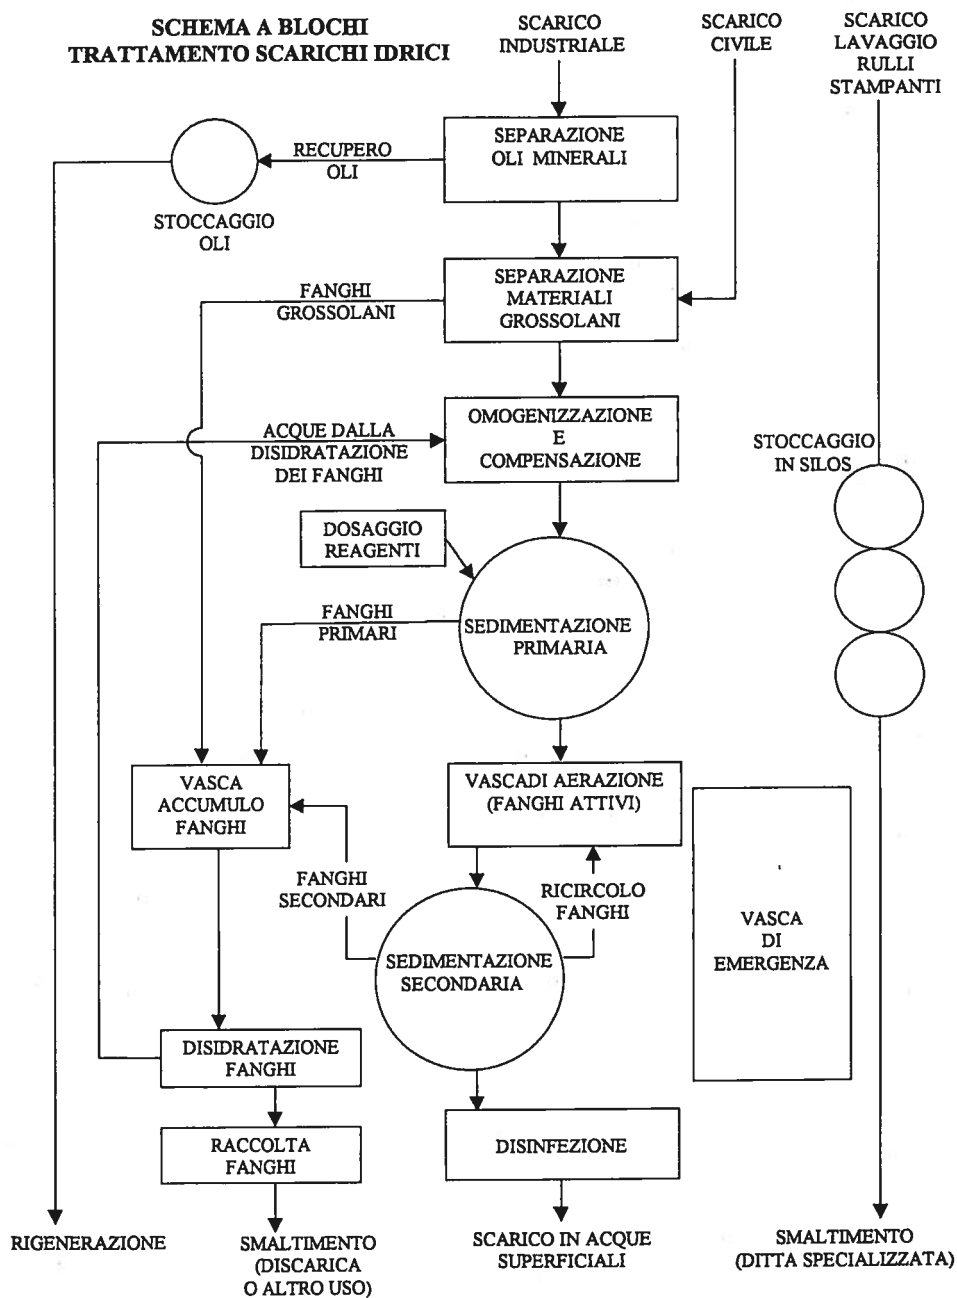 SCHEMA A BLOCHI
TRATTAMENTO SCARICHI IDRICI
SCARICO
INDUSTRIALE
SCARICO
CIVILE
SCARICO
LAVAGGIO
RULLI
STAMPANTI
SEPARAZIONE
OLI MINERALI
RECUPERO
OLI
STOCCAGGIO
OLI
SEPARAZIONE
MATERIALI
GROSSOLANI
FANGHI
GROSSOLANI
OMOGENIZZAZIONE
E
COMPENSAZIONE
ACQUE DALLA
DISIDRATAZIONE
DEI FANGHI
STOCCAGGIO
IN SILOS
DOSAGGIO
REAGENTI
FANGHI
PRIMARI
SEDIMENTAZIONE
PRIMARIA
VASCA
ACCUMULO
FANGHI
VASCADI AERAZIONE
(FANGHI ATTIVI)
FANGHI
SECONDARI
RICIRCOLO
FANGHI
VASCA
DI
EMERGENZA
SEDIMENTAZIONE
SECONDARIA
DISIDRATAZIONE
FANGHI
RACCOLTA
FANGHI
DISINFEZIONE
RIGENERAZIONE
SMALTIMENTO
(DISCARICA
O ALTRO USO)
SCARICO IN ACQUE
SUPERFICIALI
SMALTIMENTO
(DITTA SPECIALIZZATA)